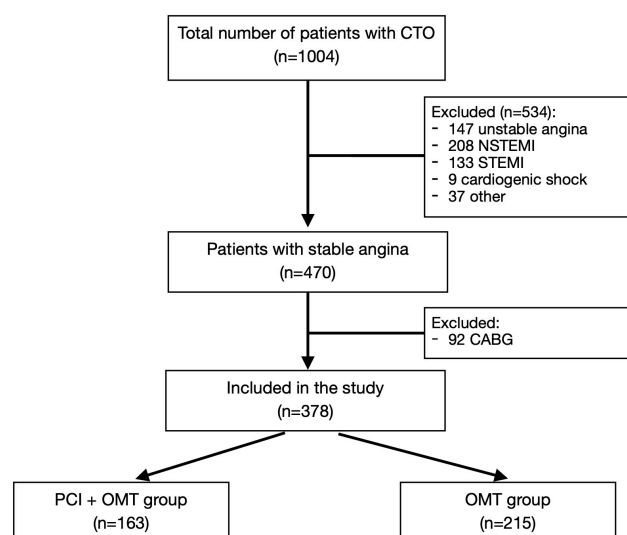 Total number of patients with CTO
(n=1004)
Excluded (n=534):
- 147 unstable angina
- 208 NSTEMI
- 133 STEMI
- 9 cardiogenic shock
- 37 other
Patients with stable angina
(n=470)
Excluded:
- 92 CABG
Included in the study
(n=378)
PCI + OMT group
(n=163)
OMT group
(n=215)